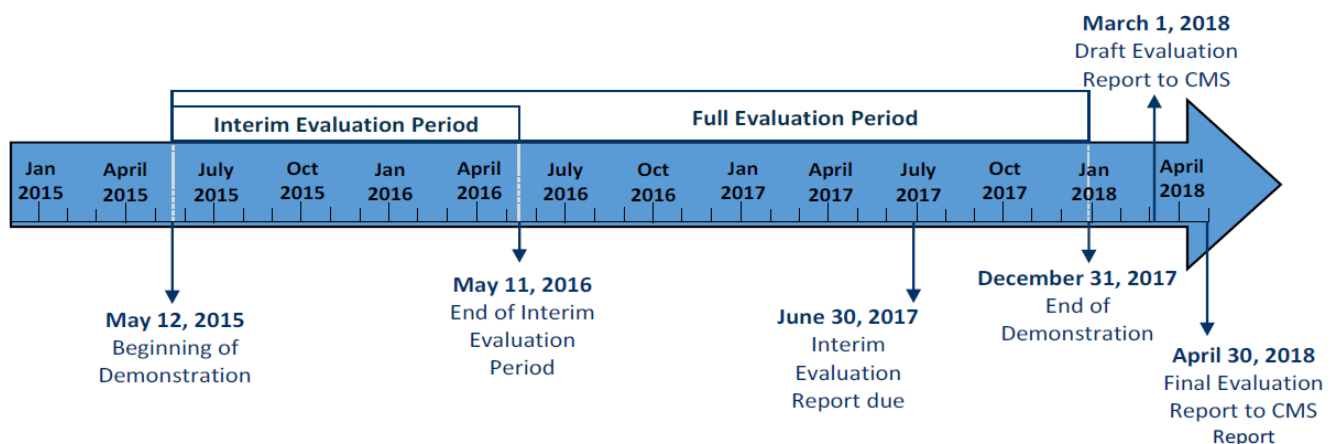 March 1, 2018
Draft Evaluation
Report to CMS
Interim Evaluation Period
Full Evaluation Period
Jan
2015
April
2015
July
2015
Oct
2015
Jan
2016
April
2016
July
2016
Oct
2016
Jan
2017
April
2017
July
2017
Oct
2017
Jan
2018
April
2018
May 12, 2015
Beginning of
Demonstration
May 11, 2016
End of Interim
Evaluation
Period
June 30, 2017
Interim
Evaluation
Report due
December 31, 2017
End of
Demonstration
April 30, 2018
Final Evaluation
Report to CMS
Report